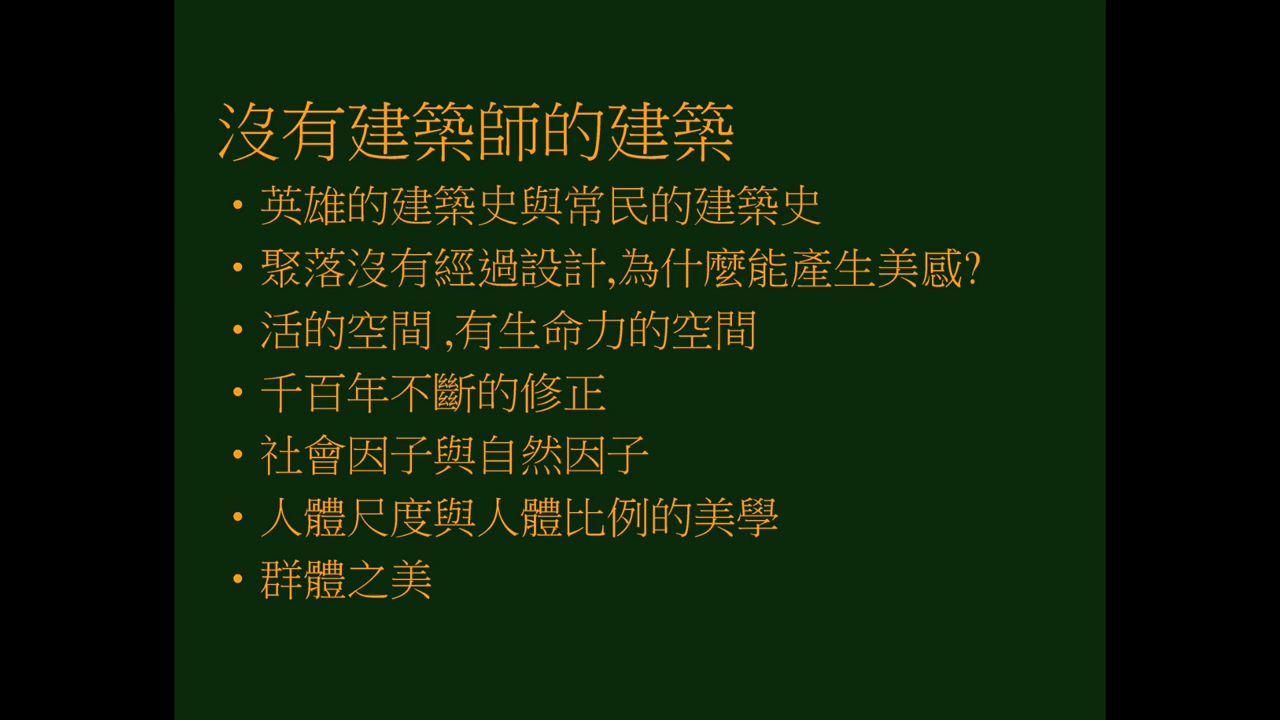 沒有建築師的建築
• 英雄的建築史與常民的建築史
• 聚落沒有經過設計,為什麼能產生美感?
• 活的空間 ,有生命力的空間
• 千百年不斷的修正
• 社會因子與自然因子
• 人體尺度與人體比例的美學
• 群體之美